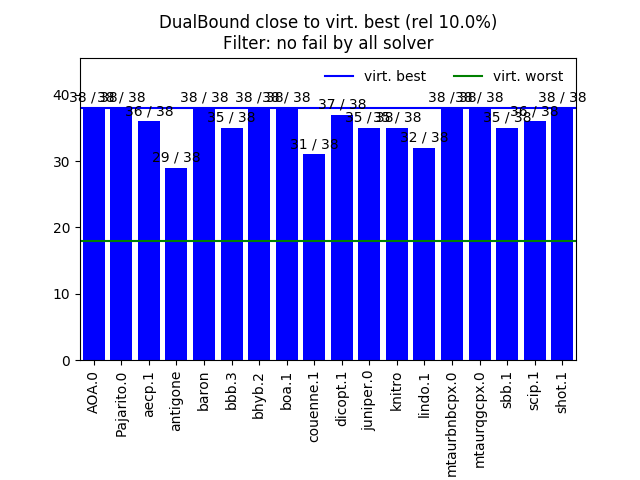 DualBound close to virt. best (rel 10.0%)
Filter: no fail by all solver
virt. best
virt. worst
40
30
20
10
0
38 / 38
38 / 38
36 / 38
29 / 38
38 / 38
35 / 38
38 / 38
38 / 38
31 / 38
37 / 38
35 / 38
35 / 38
32 / 38
38 / 38
38 / 38
35 / 38
36 / 38
38 / 38
AOA.0
Pajarito.0
aecp.1
antigone
baron
bbb.3
bhyb.2
boa.1
couenne.1
dicopt.1
juniper.0
knitro
lindo.1
mtaurbnbcpx.0
mtaurqgcpx.0
sbb.1
scip.1
shot.1